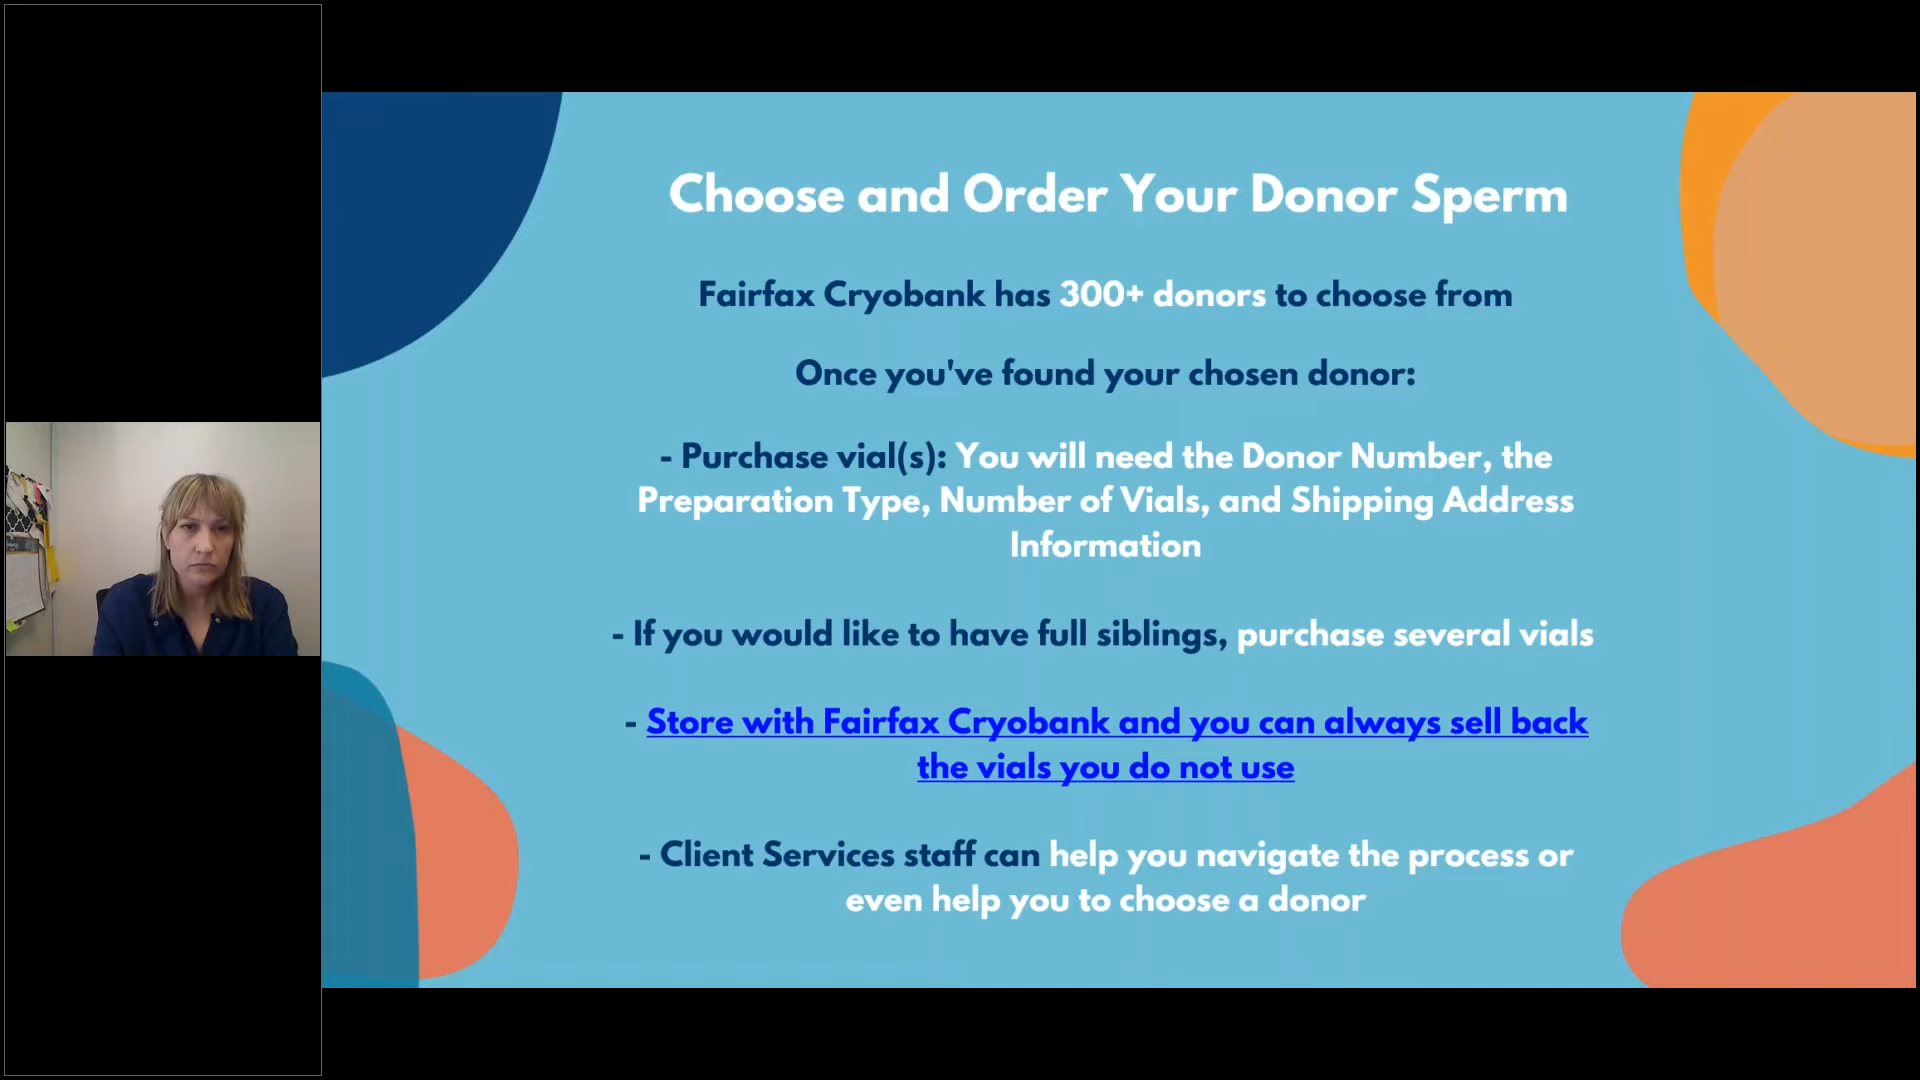 Choose and Order Your Donor Sperm
Fairfax Cryobank has 300+ donors to choose from
Once you've found your chosen donor:
- Purchase vial(s): You will need the Donor Number, the
Preparation Type, Number of Vials, and Shipping Address
Information
- If you would like to have full siblings, purchase several vials
- Store with Fairfax Cryobank and you can always sell back
the vials you do not use
- Client Services staff can help you navigate the process or
even help you to choose a donor